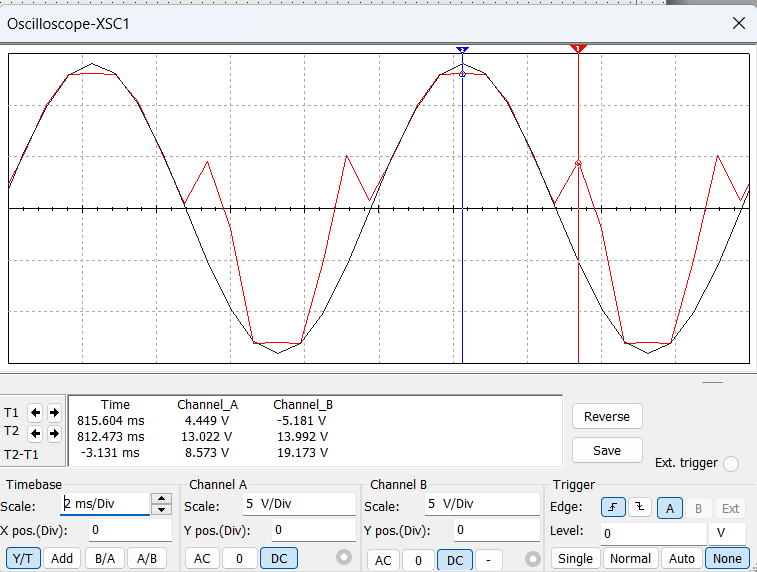 Oscilloscope-XSC1
2 1
Time Channel_A Channel_B
T1 815.604 ms 4.449 V -5.181 V
T2 812.473 ms 13.022 V 13.992 V
T2-T1 -3.131 ms 8.573 V 19.173 V
Reverse
Save
Ext. trigger
Timebase
Scale: 2 ms/Div
X pos.(Div): 0
Y/T Add B/A A/B
Channel A
Scale: 5 V/Div
Y pos.(Div): 0
AC 0 DC
Channel B
Scale: 5 V/Div
Y pos.(Div): 0
AC 0 DC -
Trigger
Edge: A B Ext
Level: 0 V
Single Normal Auto None